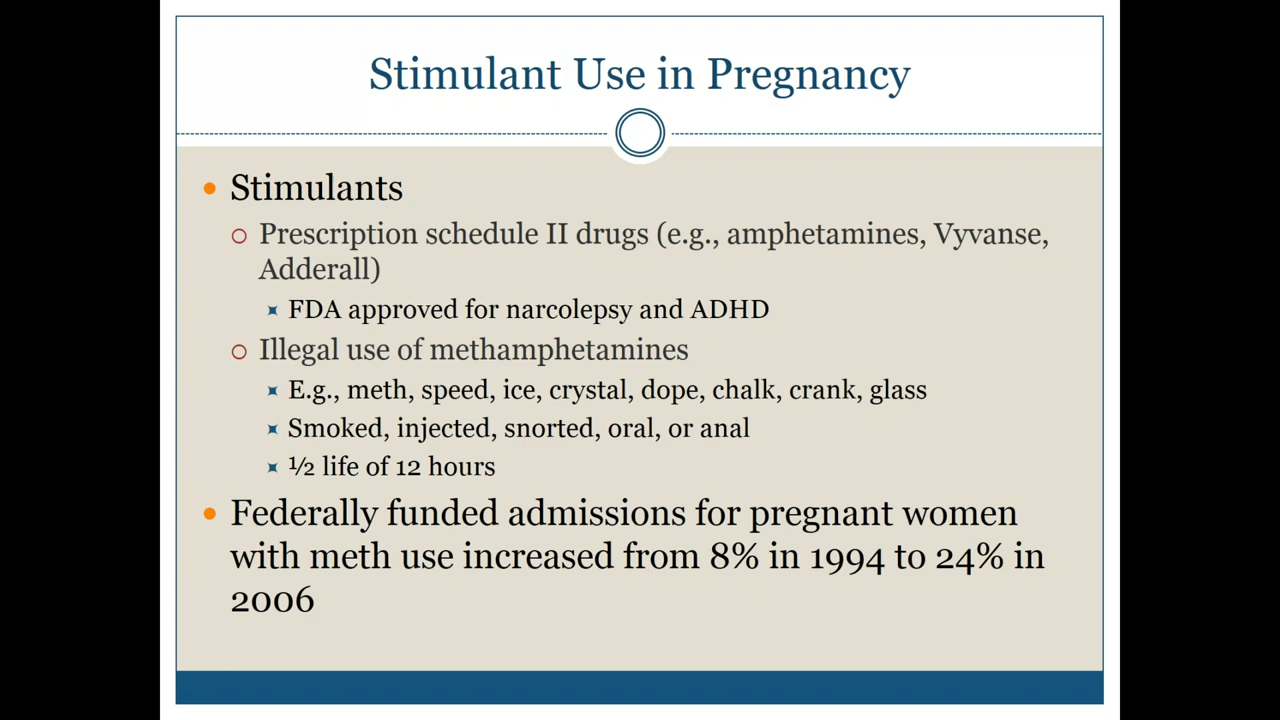 Stimulant Use in Pregnancy
Stimulants
Prescription schedule II drugs (e.g., amphetamines, Vyvanse,
Adderall)
FDA approved for narcolepsy and ADHD
Illegal use of methamphetamines
E.g., meth, speed, ice, crystal, dope, chalk, crank, glass
Smoked, injected, snorted, oral, or anal
½ life of 12 hours
Federally funded admissions for pregnant women
with meth use increased from 8% in 1994 to 24% in
2006